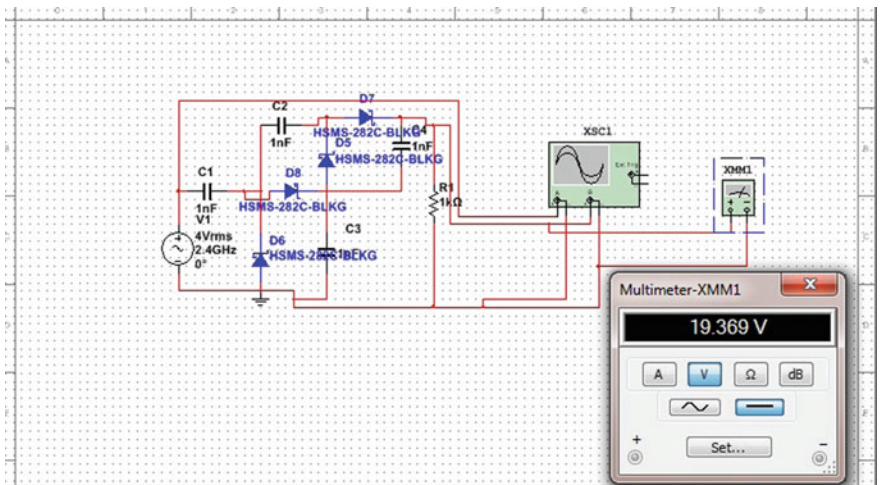 D7
C2
HSMS-282C-BLKG
C4
1nF
1nF
D5
HSMS-282C-BLKG
XSC1
Ext Trig
A
B
XMM1
C1
D8
R1
1kΩ
1nF
HSMS-282C-BLKG
V1
C3
4Vrms
2.4GHz
0°
D6
HSMS-282C-BLKG
1nF
Multimeter-XMM1
19.369 V
A
V
Ω
dB
+
Set...
-